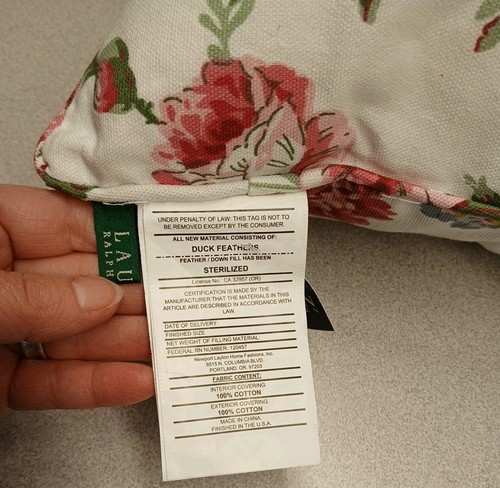 UNDER PENALTY OF LAW: THIS TAG IS NOT TO
BE REMOVED EXCEPT BY THE CONSUMER.
ALL NEW MATERIAL CONSISTING OF:
DUCK FEATHERS
FEATHER / DOWN FILL HAS BEEN
STERILIZED
License No.: CA 32957 (OR)
CERTIFICATION IS MADE BY THE
MANUFACTURER THAT THE MATERIALS IN THIS
ARTICLE ARE DESCRIBED IN ACCORDANCE WITH
LAW.
DATE OF DELIVERY:
FINISHED SIZE
NET WEIGHT OF FILLING MATERIAL:
FEDERAL RN NUMBER: 120457
Newport Layton Home Fashions, Inc.
8515 N. COLUMBIA BLVD.
PORTLAND, OR. 97203
FABRIC CONTENT:
INTERIOR COVERING
100% COTTON
EXTERIOR COVERING
100% COTTON
MADE IN CHINA.
FINISHED IN THE U.S.A.
LAU
RALPH